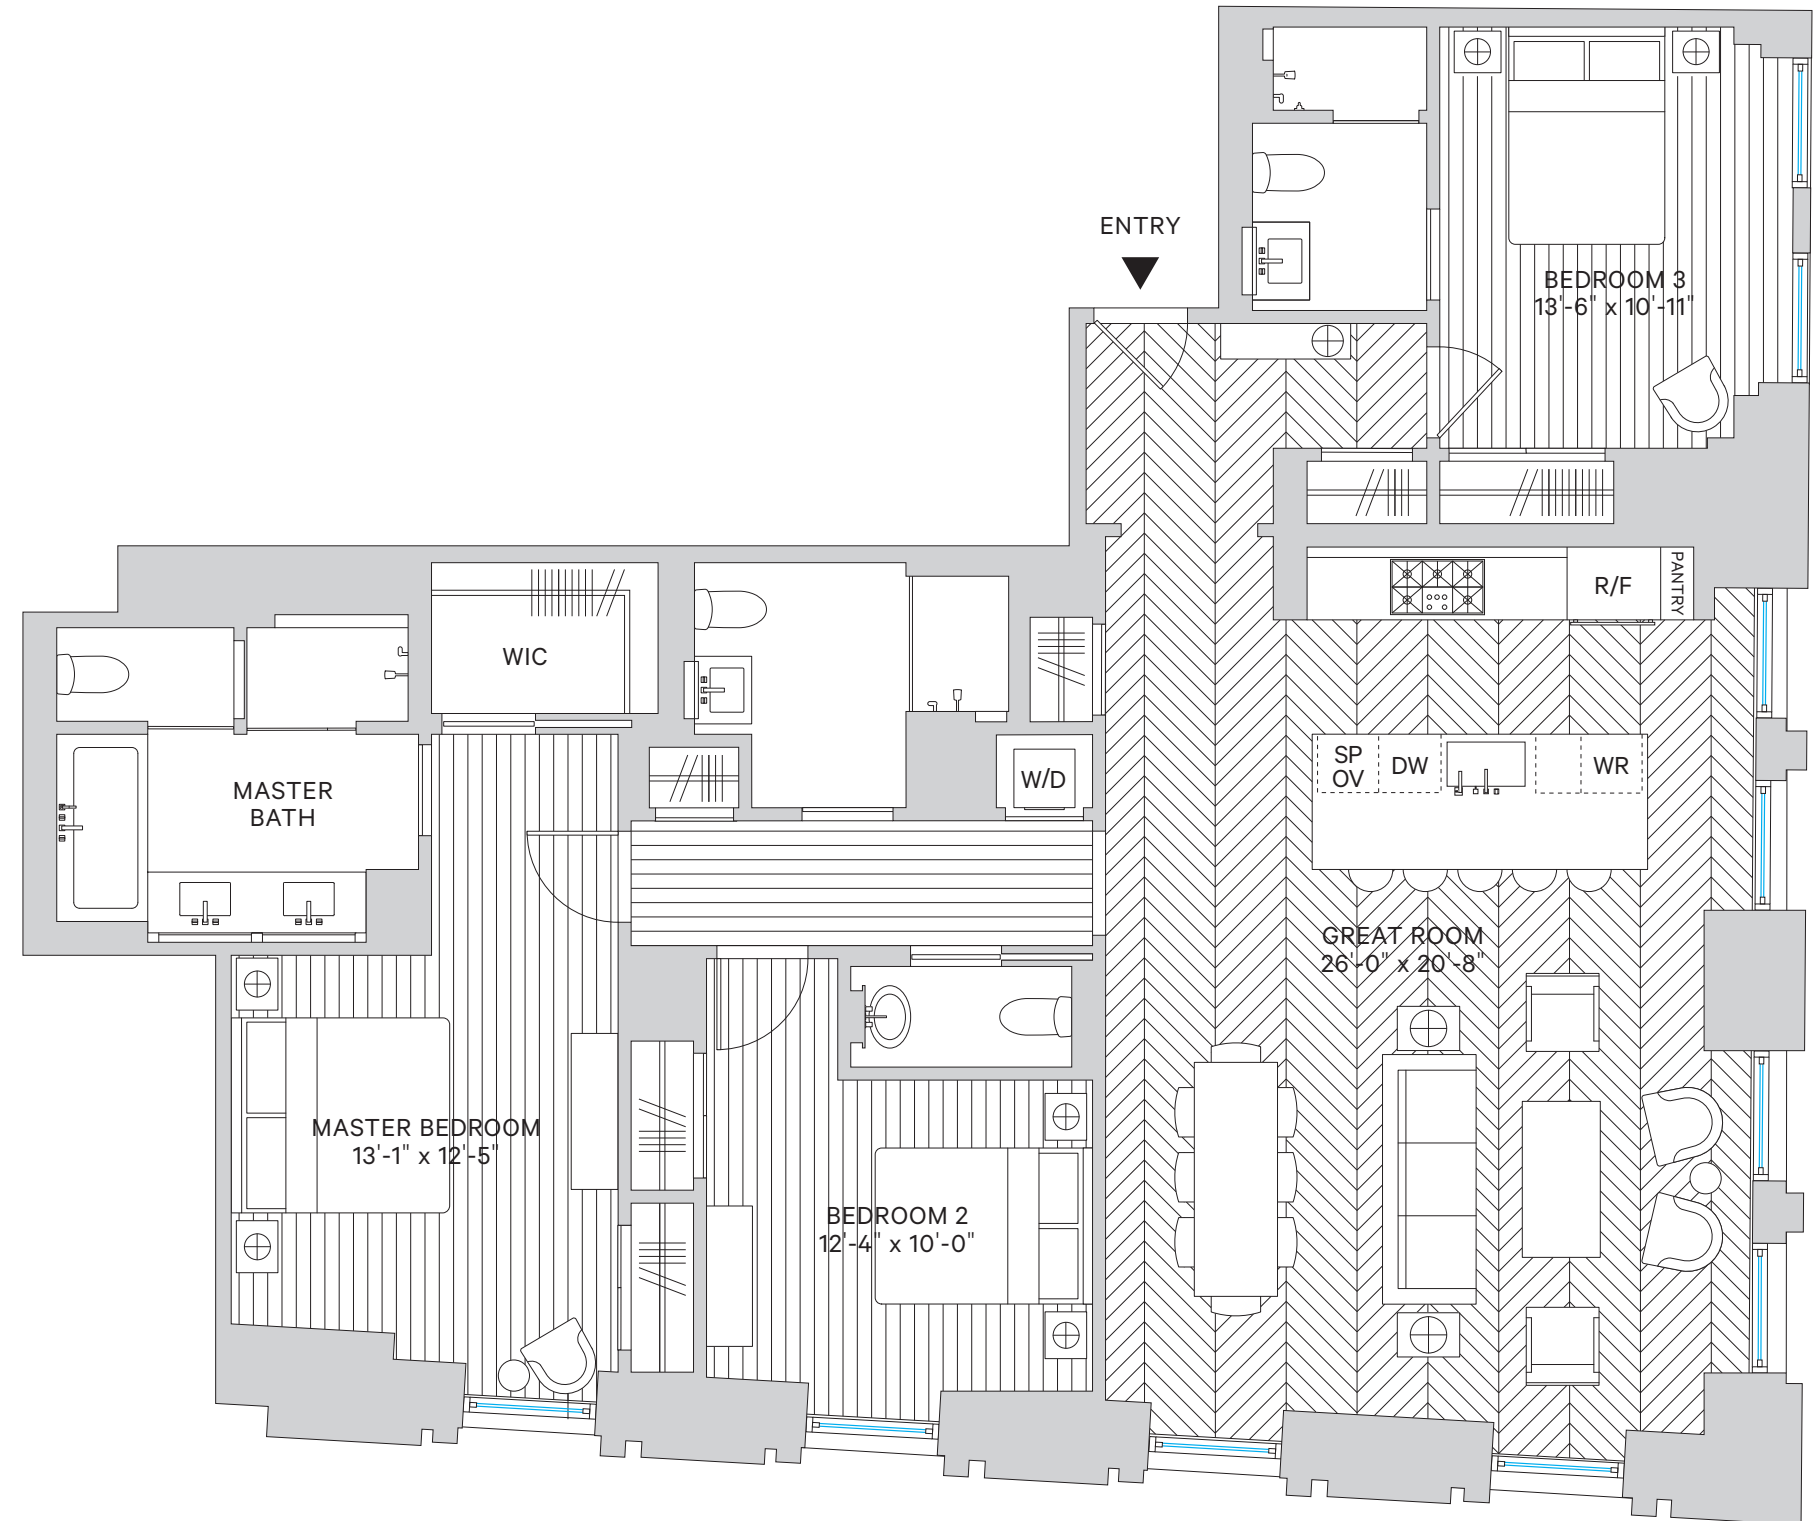 ENTRY
BEDROOM 3
13'-6" x 10'-11"
R/F
PANTRY
WIC
MASTER
BATH
W/D
SP
OV
DW
WR
GREAT ROOM
26'-0" x 20'-8"
MASTER BEDROOM
13'-1" x 12'-5"
BEDROOM 2
12'-4" x 10'-0"